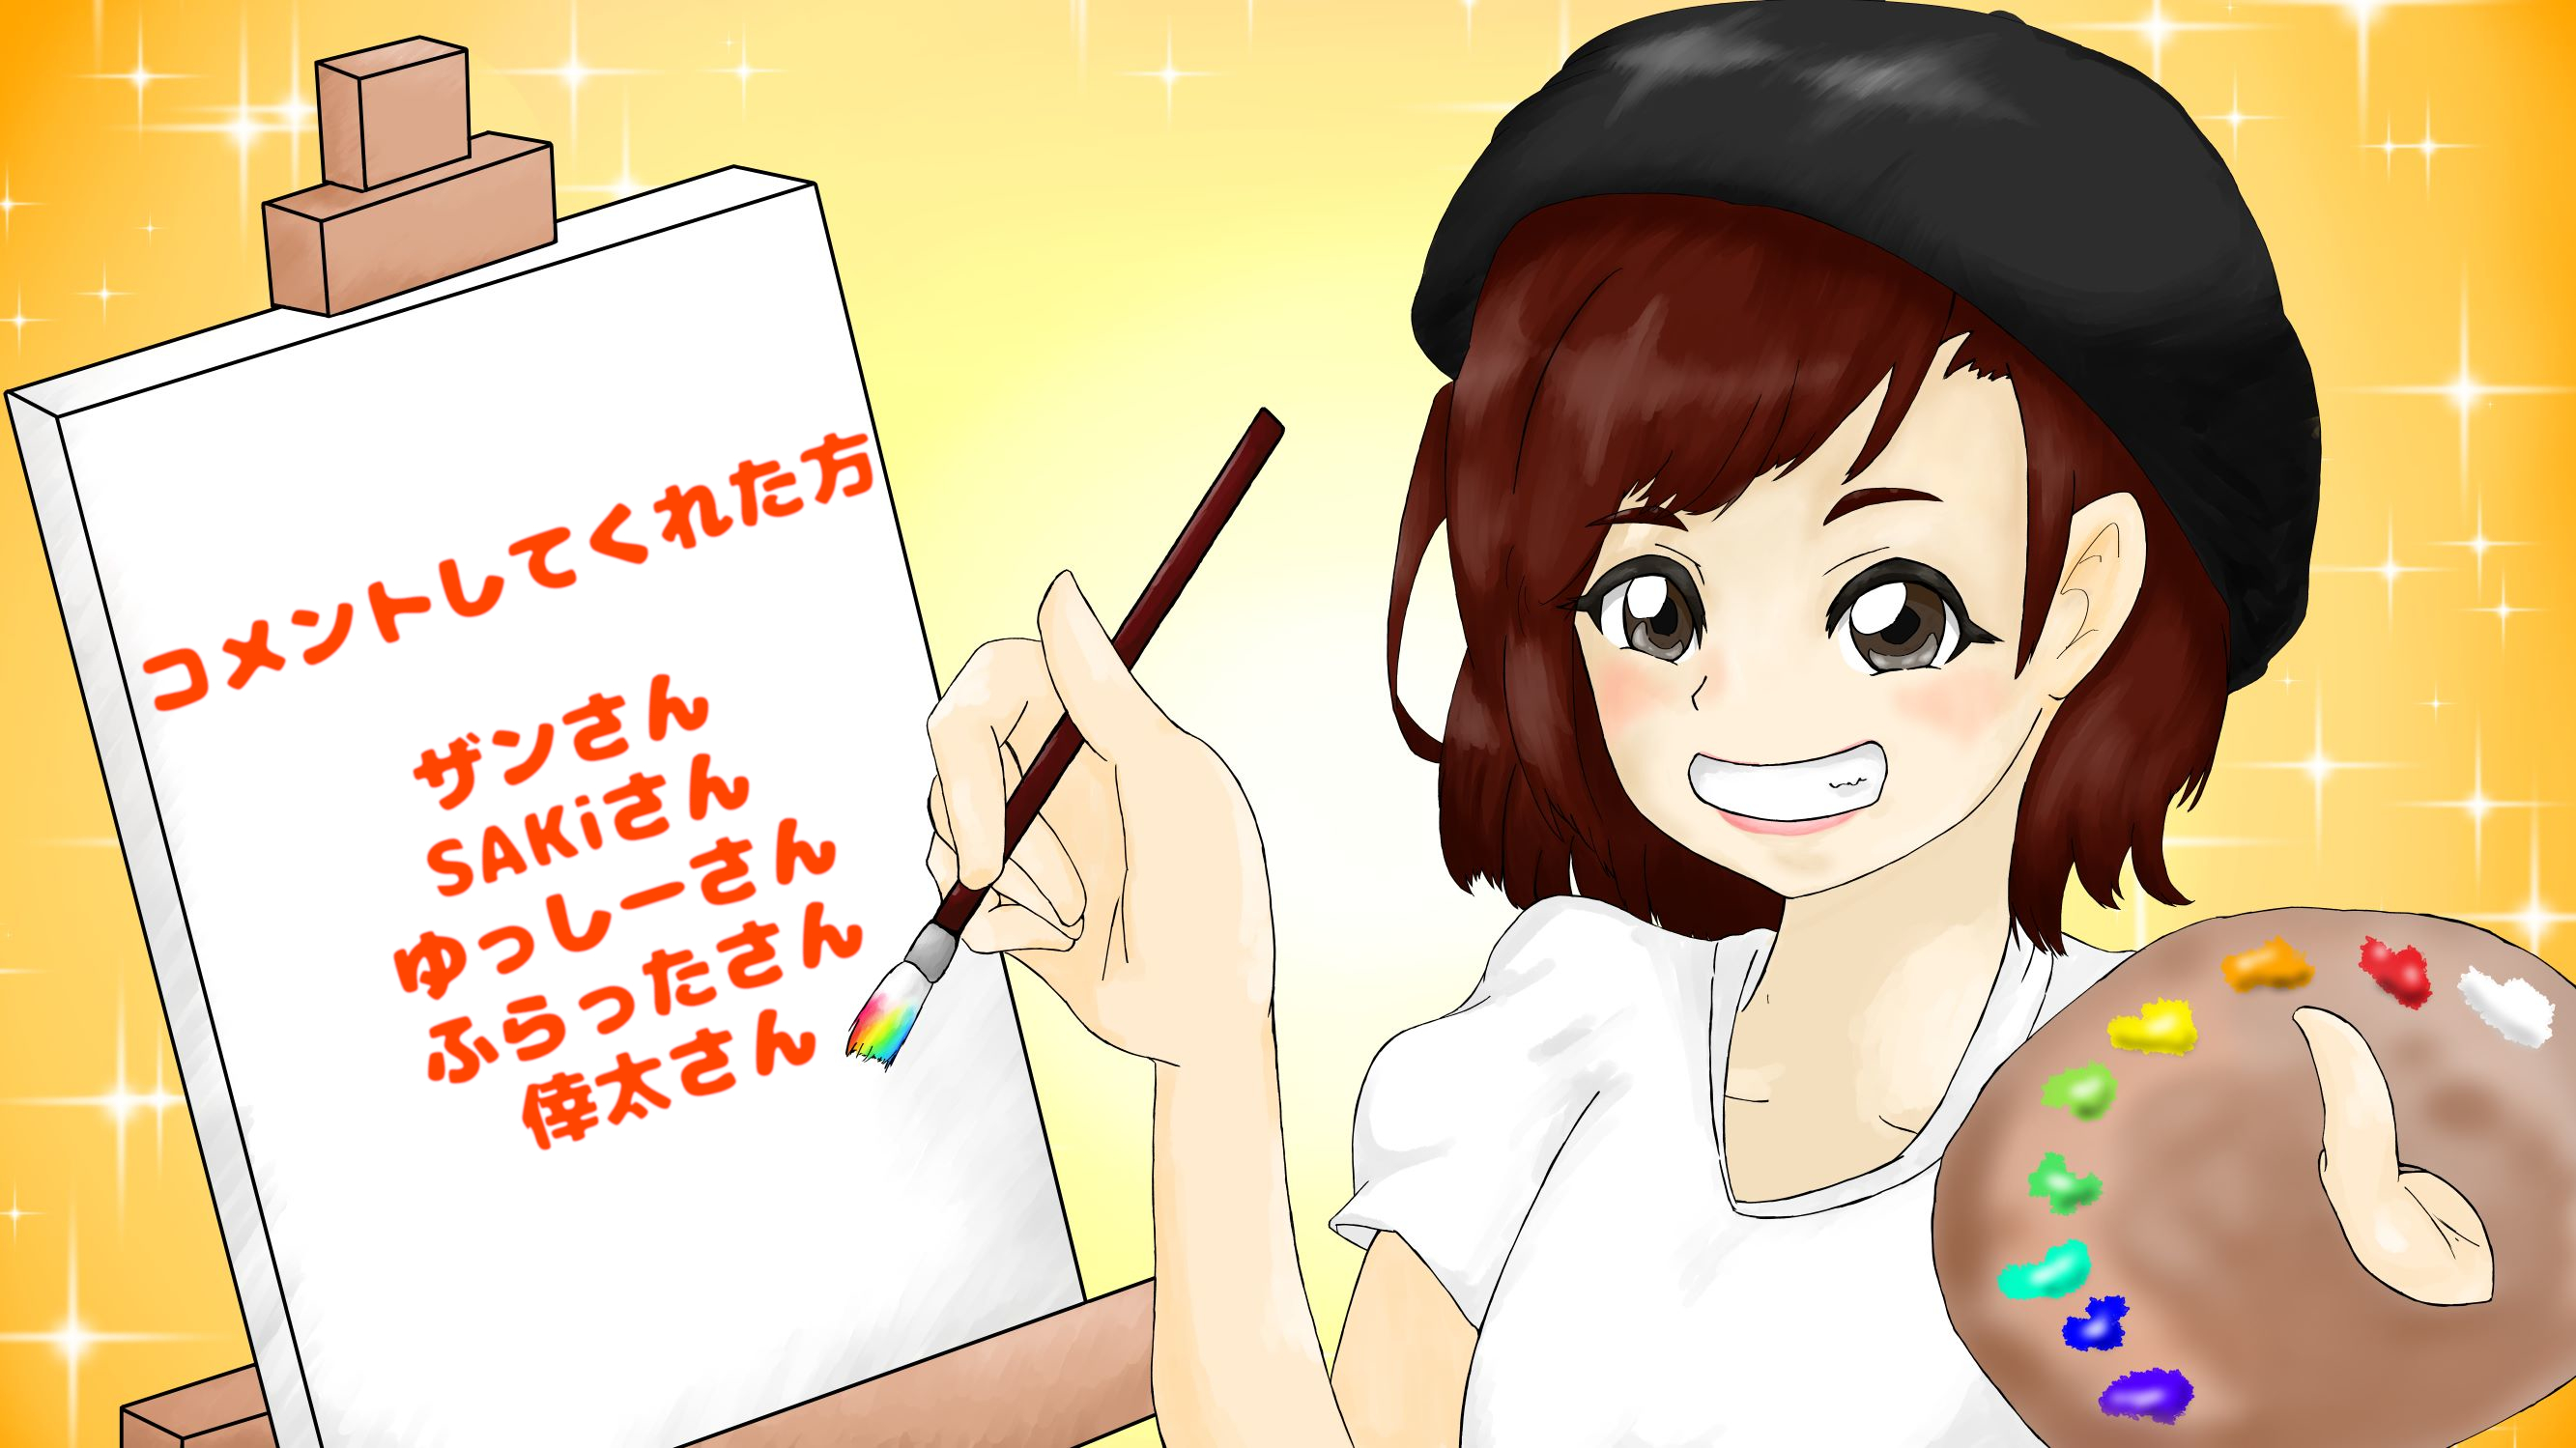 コメントしてくれた方
ザンさん
SAKiさん
ゆっしーさん
ふらったさん
倖太さん